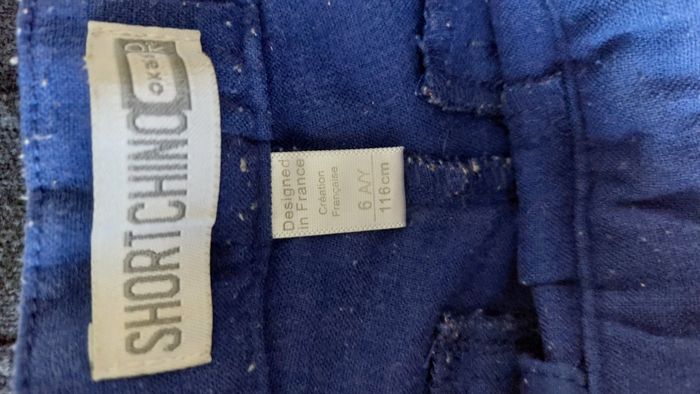 SHORTCHINO
okaïdi
Designed
in France
Création
Française
6 A/Y
116cm